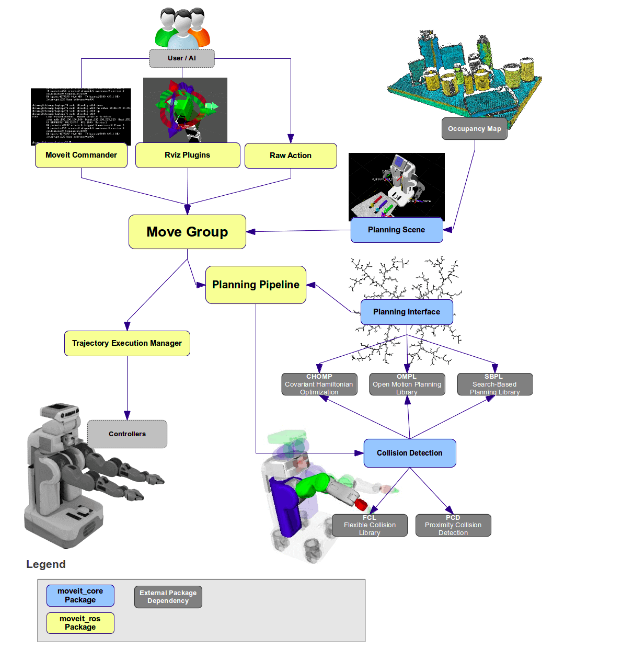 User / AI
Occupancy Map
MoveIt Commander
Rviz Plugins
Raw Action
Move Group
Planning Scene
Planning Pipeline
Planning Interface
Trajectory Execution Manager
CHOMP
Covariant Hamiltonian
Optimization
OMPL
Open Motion Planning
Library
SBPL
Search-Based
Planning Library
Controllers
Collision Detection
FCL
Flexible Collision
Library
PCD
Proximity Collision
Detection
Legend
moveit_core
Package
External Package
Dependency
moveit_ros
Package